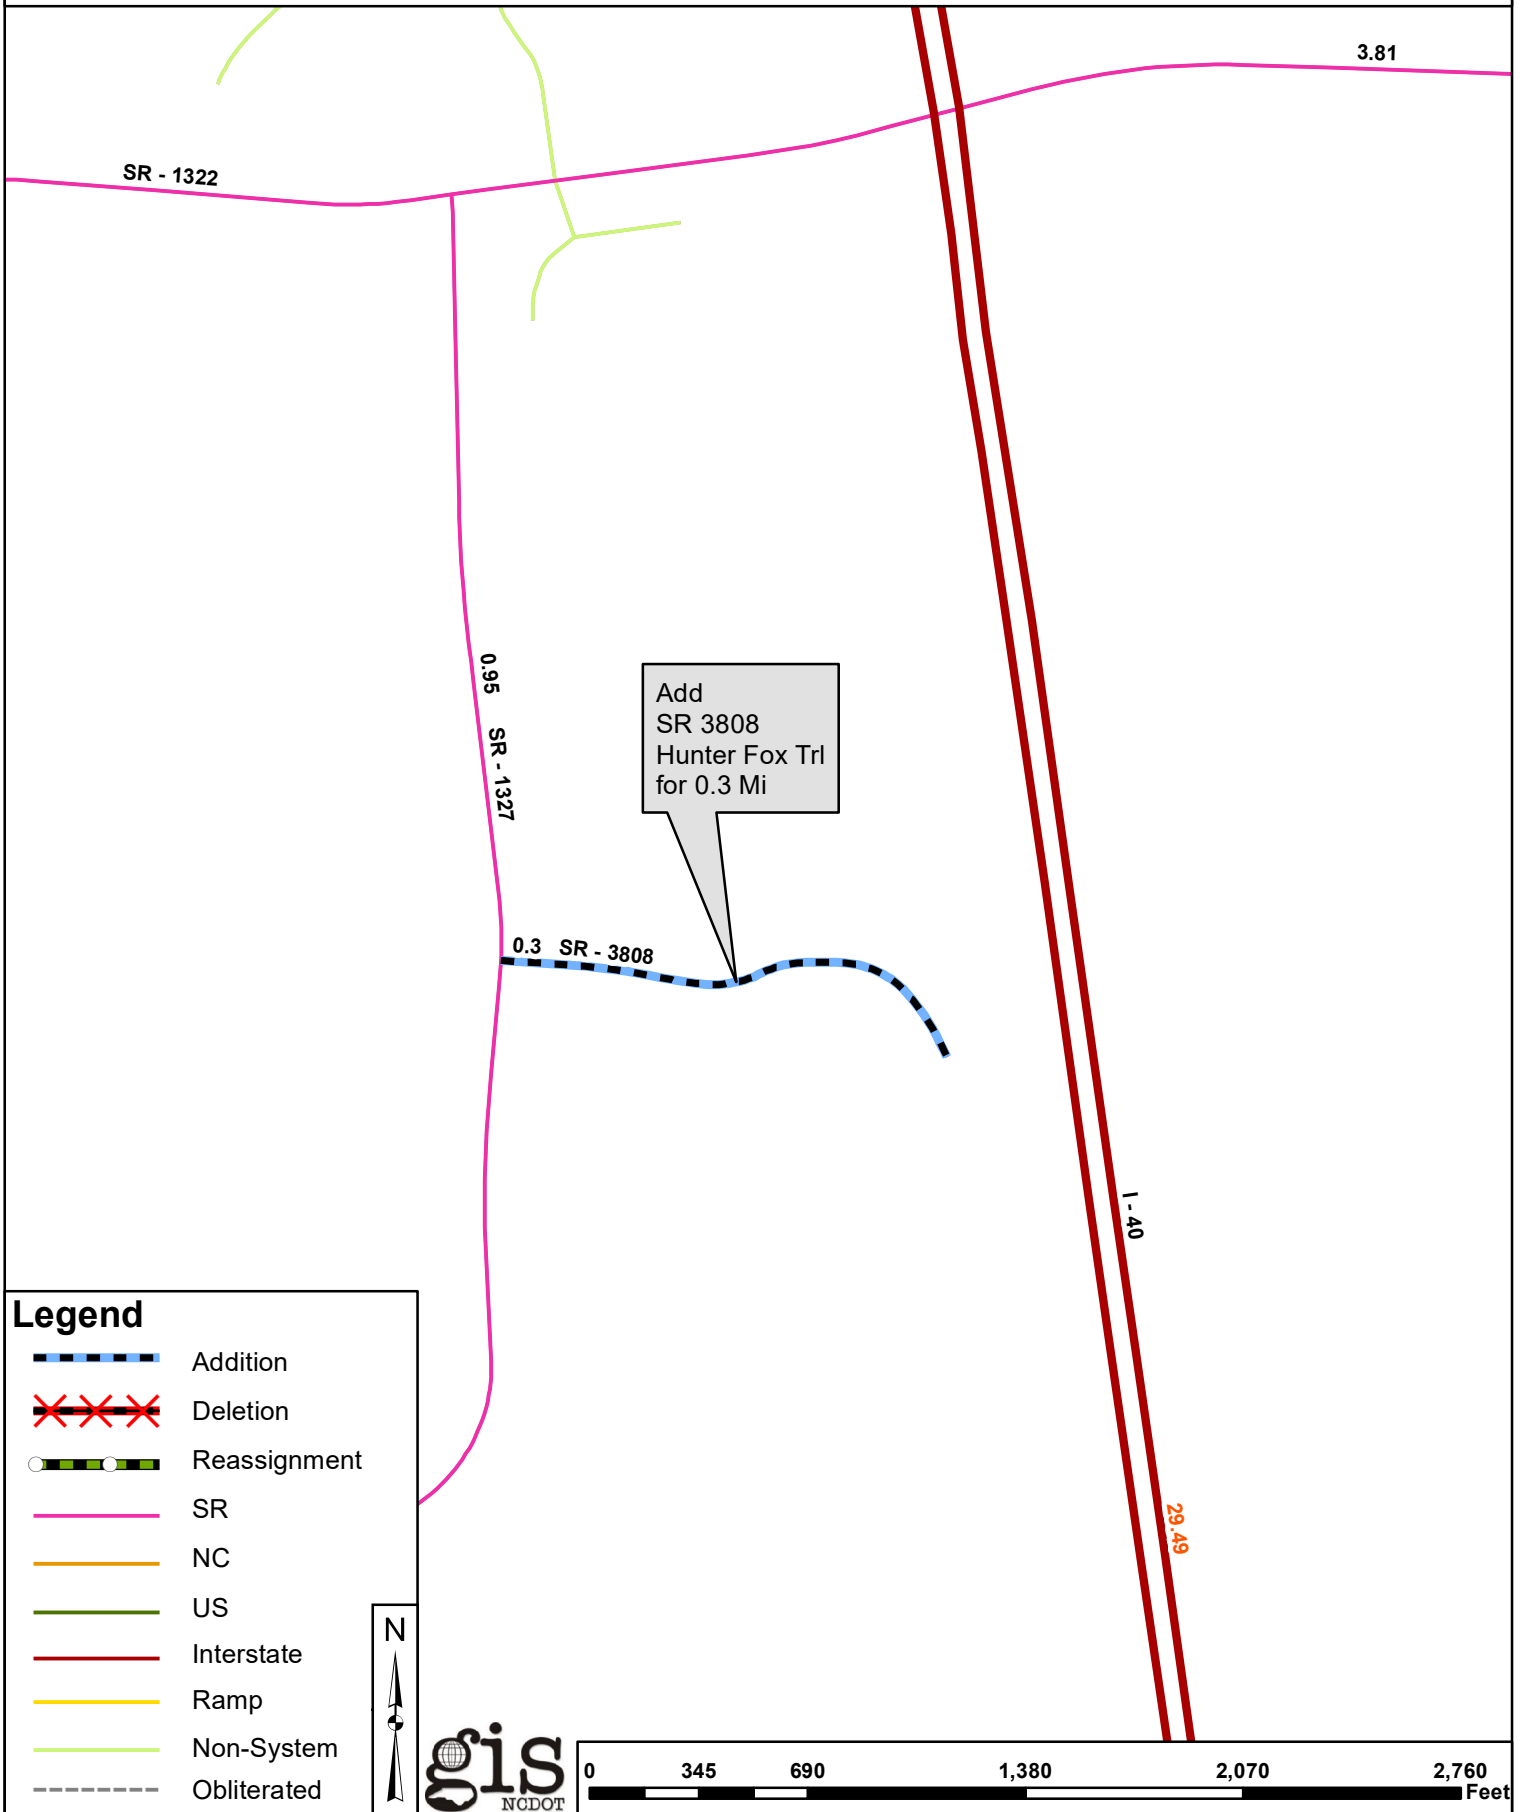 3.81
SR - 1322
0.95 SR - 1327
Add
SR 3808
Hunter Fox Trl
for 0.3 Mi
0.3 SR - 3808
I - 40
29.49
Legend
Addition
Deletion
Reassignment
SR
NC
US
Interstate
Ramp
Non-System
Obliterated
N
gis
NCDOT
0 345 690 1,380 2,070 2,760
Feet